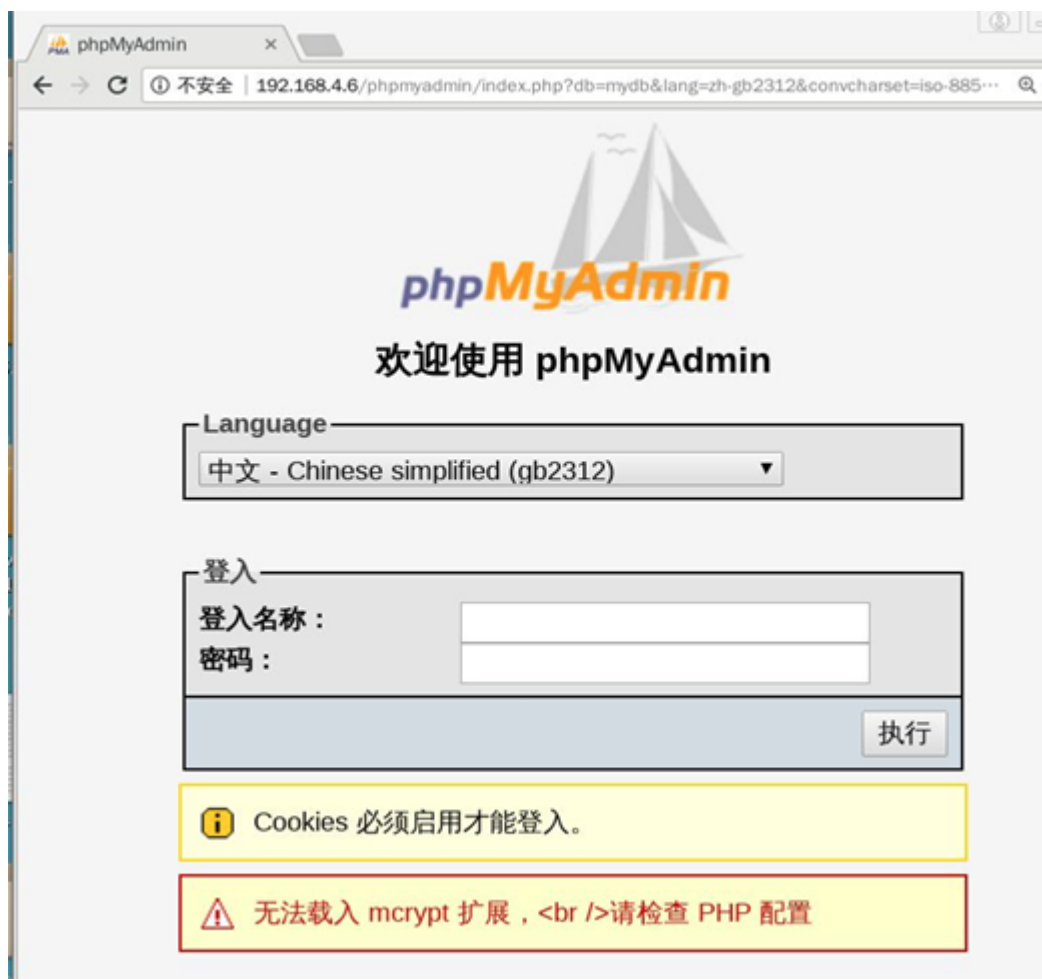 phpMyAdmin
不安全 192.168.4.6/phpmyadmin/index.php?db=mydb&lang=zh-gb2312&convcharset=iso-885…
phpMyAdmin
欢迎使用 phpMyAdmin
Language
中文 - Chinese simplified (gb2312)
登入
登入名称：
密码：
执行
Cookies 必须启用才能登入。
无法载入 mcrypt 扩展，<br />请检查 PHP 配置